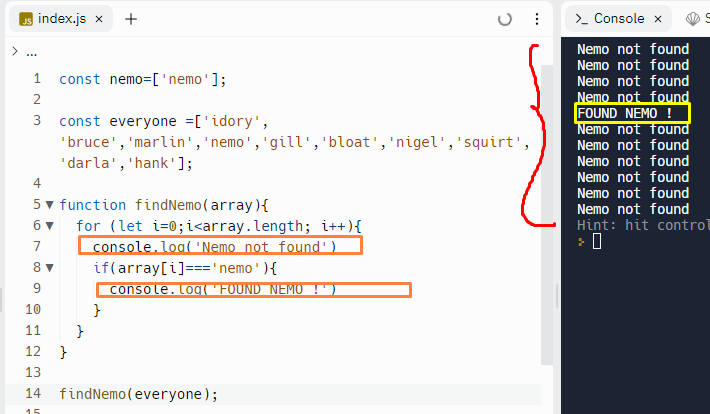 JS index.js × +
> ...
1 const nemo=['nemo'];
2
3 const everyone =['idory',
'bruce','marlin','nemo','gill','bloat','nigel','squirt',
'darla','hank'];
4
5 function findNemo(array){
6 for (let i=0;i<array.length; i++){
7 console.log('Nemo not found')
8 if(array[i]==='nemo'){
9 console.log('FOUND NEMO !')
10 }
11 }
12 }
13
14 findNemo(everyone);
15
>_ Console × S
Nemo not found
Nemo not found
Nemo not found
Nemo not found
FOUND NEMO !
Nemo not found
Nemo not found
Nemo not found
Nemo not found
Nemo not found
Nemo not found
Hint: hit control
>